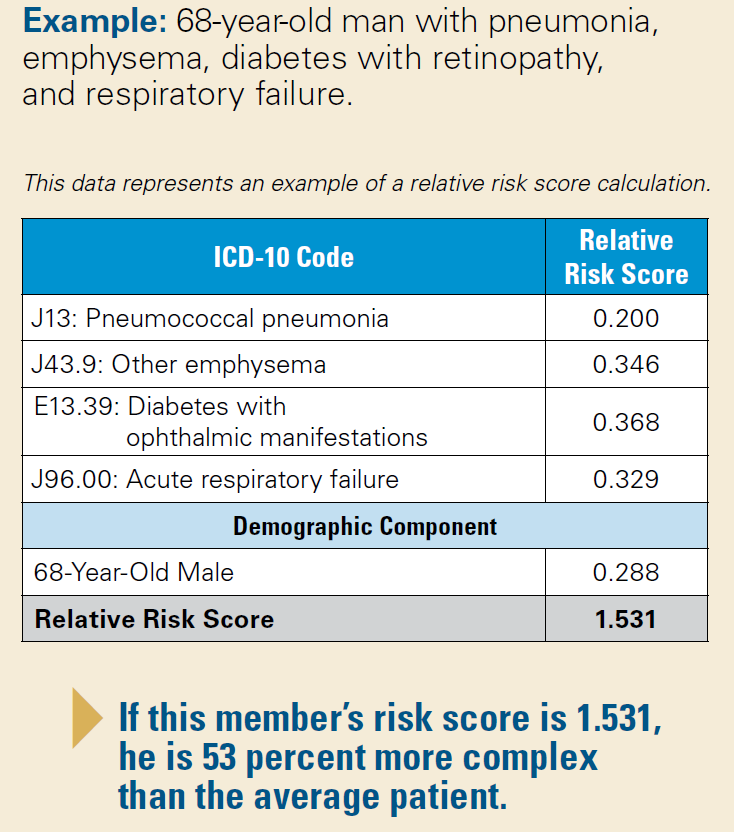 Example: 68-year-old man with pneumonia,
emphysema, diabetes with retinopathy,
and respiratory failure.
This data represents an example of a relative risk score calculation.
ICD-10 Code
Relative
Risk Score
J13: Pneumococcal pneumonia 0.200
J43.9: Other emphysema 0.346
E13.39: Diabetes with
ophthalmic manifestations 0.368
J96.00: Acute respiratory failure 0.329
Demographic Component
68-Year-Old Male 0.288
Relative Risk Score 1.531
If this member’s risk score is 1.531,
he is 53 percent more complex
than the average patient.